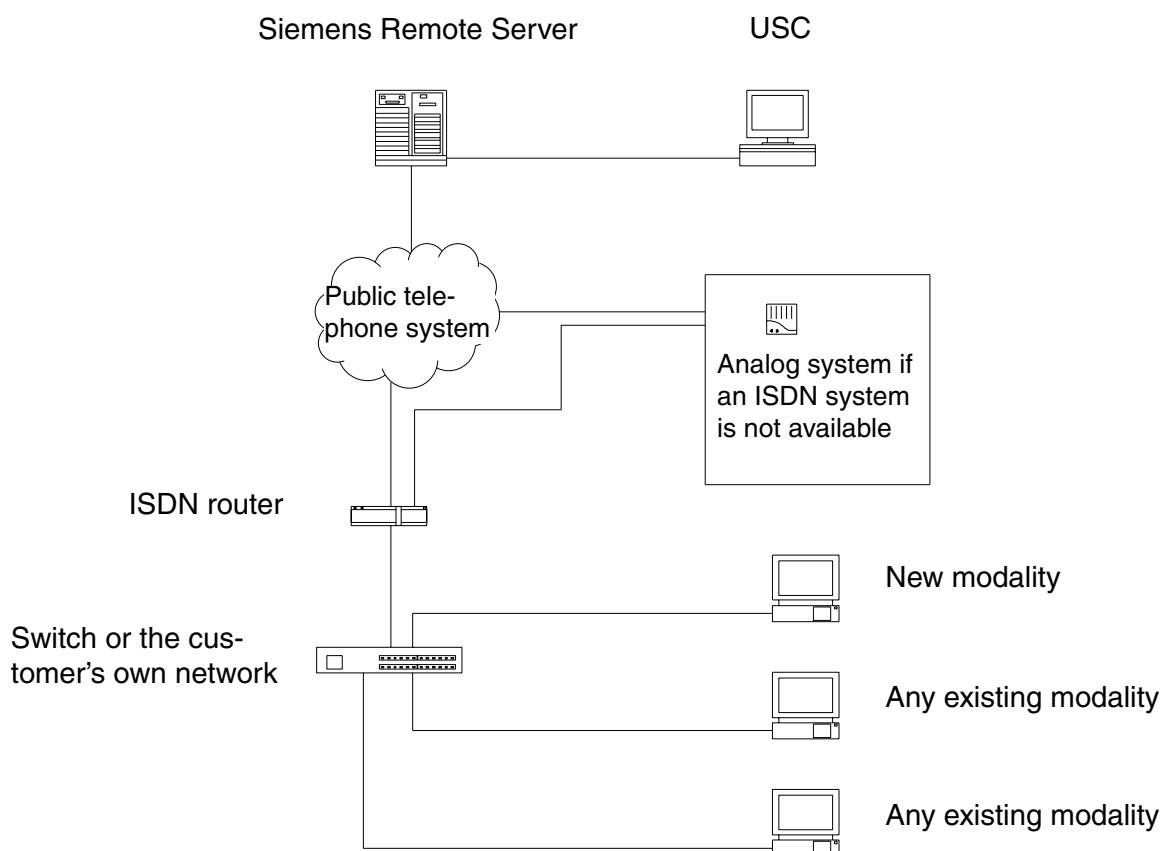 Siemens Remote Server
USC
Public tele-
phone system
Analog system if
an ISDN system
is not available
ISDN router
New modality
Switch or the cus-
tomer's own network
Any existing modality
Any existing modality